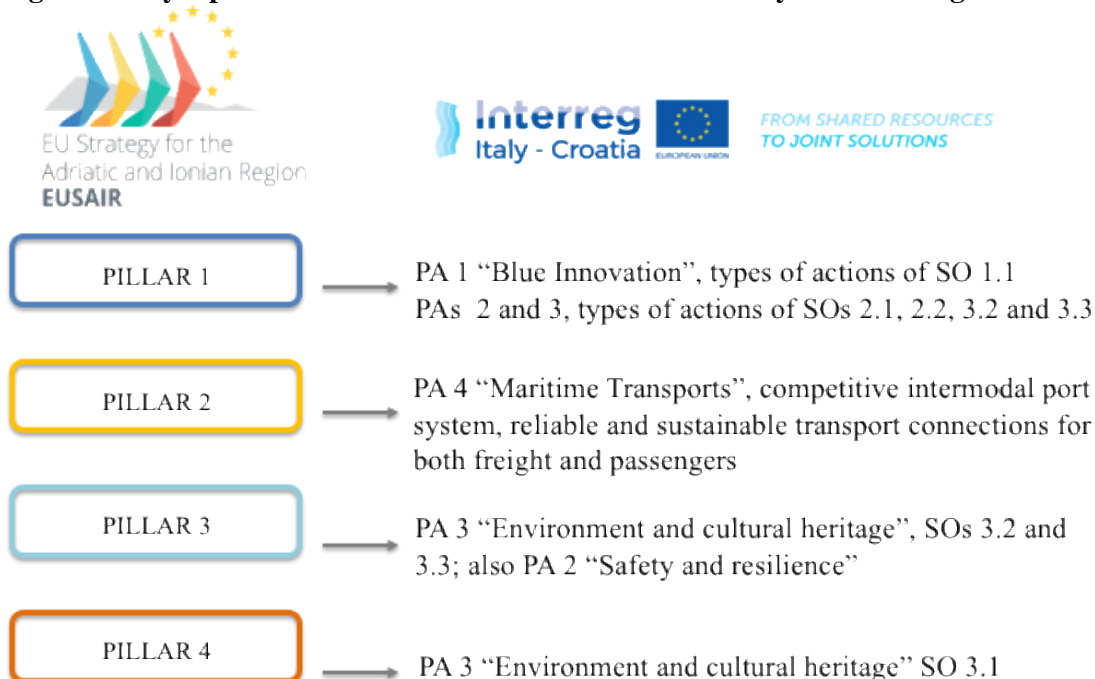 EU Strategy for the
Adriatic and Ionian Region
EUSAIR
Interreg
Italy - Croatia
EUROPEAN UNION
FROM SHARED RESOURCES
TO JOINT SOLUTIONS
PILLAR 1
PA 1 “Blue Innovation”, types of actions of SO 1.1
PAs 2 and 3, types of actions of SOs 2.1, 2.2, 3.2 and 3.3
PILLAR 2
PA 4 “Maritime Transports”, competitive intermodal port
system, reliable and sustainable transport connections for
both freight and passengers
PILLAR 3
PA 3 “Environment and cultural heritage”, SOs 3.2 and
3.3; also PA 2 “Safety and resilience”
PILLAR 4
PA 3 “Environment and cultural heritage” SO 3.1